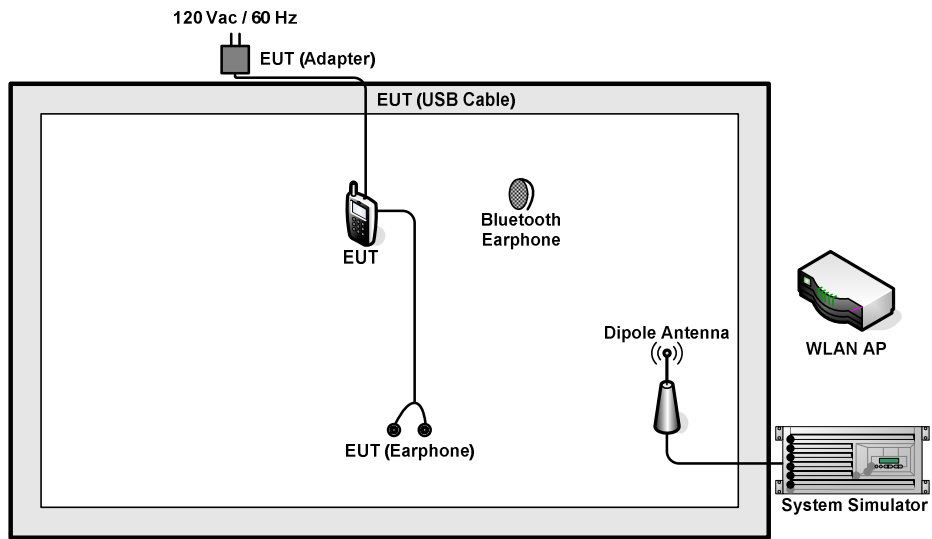 120 Vac / 60 Hz
EUT (Adapter)
EUT (USB Cable)
Bluetooth
Earphone
EUT
Dipole Antenna
WLAN AP
EUT (Earphone)
System Simulator